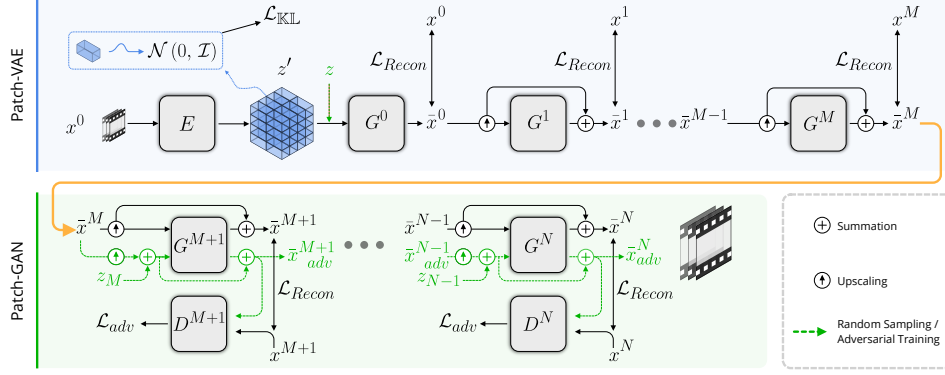 Patch-VAE
𝓛_𝕂𝕃
𝒩 (0, ℐ)
x^0
E
z′
z
G^0
x^0
𝓛_Recon
x̄^0
G^1
x^1
𝓛_Recon
x̄^1
x̄^{M−1}
G^M
x^M
𝓛_Recon
x̄^M
Patch-GAN
x̄^M
G^{M+1}
x̄^{M+1}
x̄^{M+1}_{adv}
z_M
𝓛_Recon
𝓛_adv
D^{M+1}
x^{M+1}
x̄^{N−1}
x̄^{N−1}_{adv}
z_{N−1}
G^N
x̄^N
x̄^N_{adv}
𝓛_Recon
𝓛_adv
D^N
x^N
Summation
Upscaling
Random Sampling /
Adversarial Training